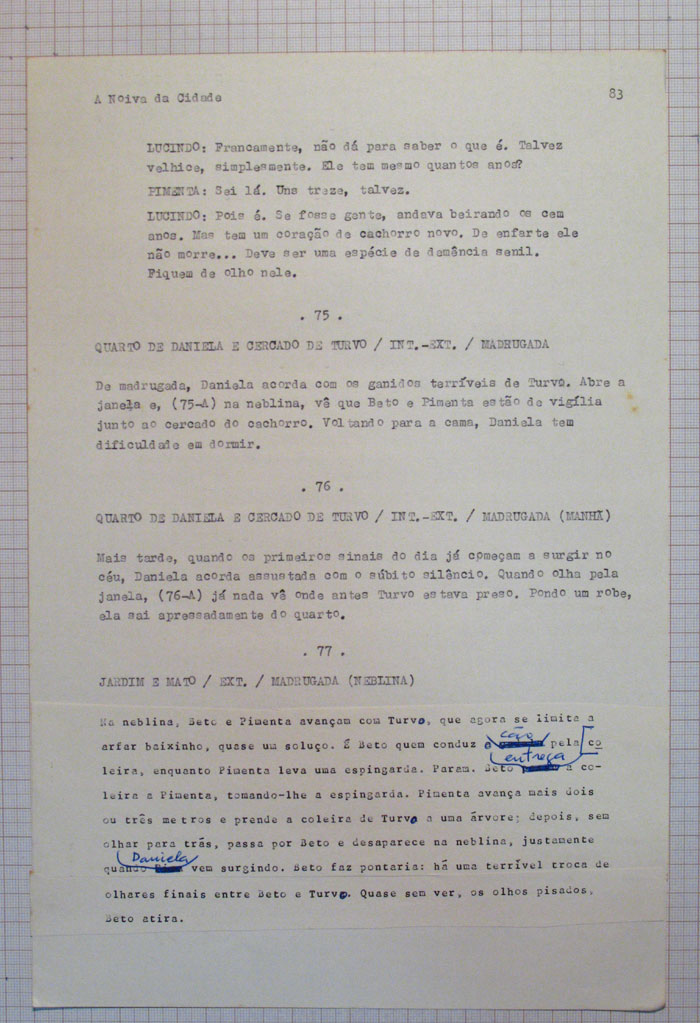 A Noiva da Cidade 83
LUCINDO: Francamente, não dá para saber o que é. Talvez
velhice, simplesmente. Ele tem mesmo quantos anos?
PIMENTA: Sei lá. Uns treze, talvez.
LUCINDO: Pois é. Se fosse gente, andava beirando os cem
anos. Mas tem um coração de cachorro novo. De enfarte ele
não morre... Deve ser uma espécie de demência senil.
Fiquem de olho nele.
. 75 .
QUARTO DE DANIELA E CERCADO DE TURVO / INT.-EXT. / MADRUGADA
De madrugada, Daniela acorda com os ganidos terríveis de Turvo. Abre a
janela e, (75-A) na neblina, vê que Beto e Pimenta estão de vigília
junto ao cercado do cachorro. Voltando para a cama, Daniela tem
dificuldade em dormir.
. 76 .
QUARTO DE DANIELA E CERCADO DE TURVO / INT.-EXT. / MADRUGADA (MANHÃ)
Mais tarde, quando os primeiros sinais do dia já começam a surgir no
céu, Daniela acorda assustada com o súbito silêncio. Quando olha pela
janela, (76-A) já nada vê onde antes Turvo estava preso. Pondo um robe,
ela sai apressadamente do quarto.
. 77 .
JARDIM E MATO / EXT. / MADRUGADA (NEBLINA)
Na neblina, Beto e Pimenta avançam com Turvo, que agora se limita a
arfar baixinho, quase um soluço. É Beto quem conduz o cão pela co
leira, enquanto Pimenta leva uma espingarda. Param. Beto entrega a co-
leira a Pimenta, tomando-lhe a espingarda. Pimenta avança mais dois
ou três metros e prende a coleira de Turvo a uma árvore; depois, sem
olhar para trás, passa por Beto e desaparece na neblina, justamente
quando Daniela vem surgindo. Beto faz pontaria: há uma terrível troca de
olhares finais entre Beto e Turvo. Quase sem ver, os olhos pisados,
Beto atira.